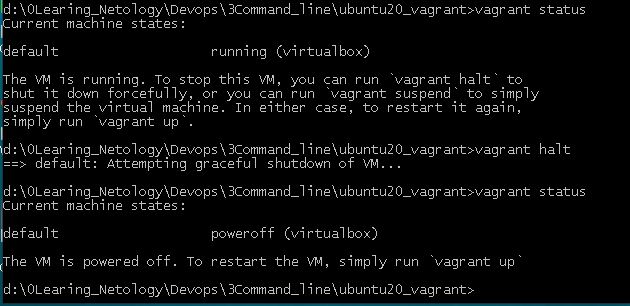 d:\0Learing_Netology\Devops\3Command_line\ubuntu20_vagrant>vagrant status
Current machine states:
default                   running (virtualbox)
The VM is running. To stop this VM, you can run `vagrant halt` to
shut it down forcefully, or you can run `vagrant suspend` to simply
suspend the virtual machine. In either case, to restart it again,
simply run `vagrant up`.
d:\0Learing_Netology\Devops\3Command_line\ubuntu20_vagrant>vagrant halt
==> default: Attempting graceful shutdown of VM...
d:\0Learing_Netology\Devops\3Command_line\ubuntu20_vagrant>vagrant status
Current machine states:
default                   poweroff (virtualbox)
The VM is powered off. To restart the VM, simply run `vagrant up`
d:\0Learing_Netology\Devops\3Command_line\ubuntu20_vagrant>